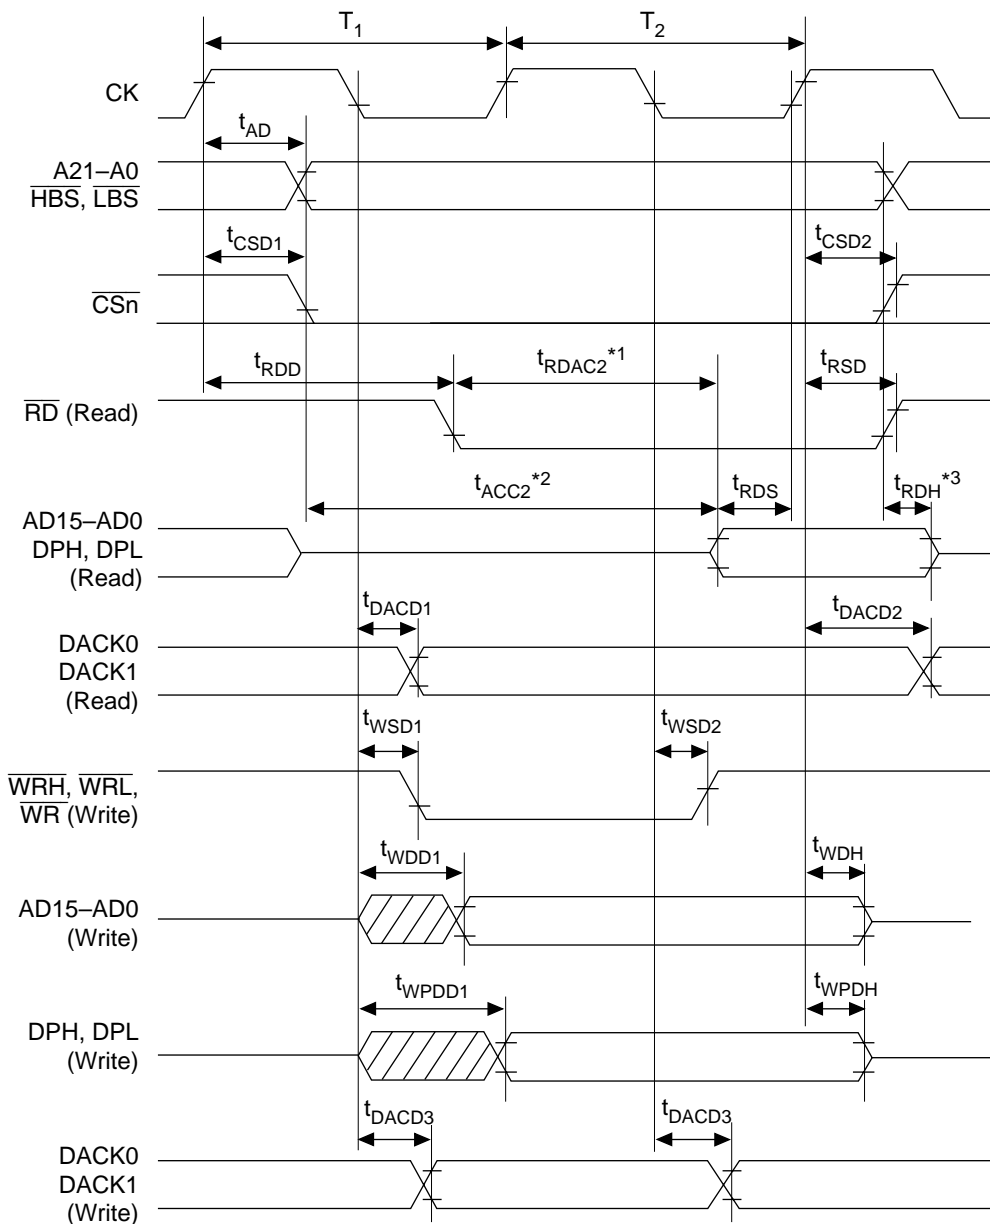 T1 T2
CK
tAD
A21–A0
HBS, LBS
tCSD1 tCSD2
CSn
tRDD tRDAC2*1 tRSD
RD (Read)
tACC2*2 tRDS tRDH*3
AD15–AD0
DPH, DPL
(Read)
tDACD1 tDACD2
DACK0
DACK1
(Read)
tWSD1 tWSD2
WRH, WRL,
WR (Write)
tWDD1 tWDH
AD15–AD0
(Write)
tWPDD1 tWPDH
DPH, DPL
(Write)
tDACD3 tDACD3
DACK0
DACK1
(Write)